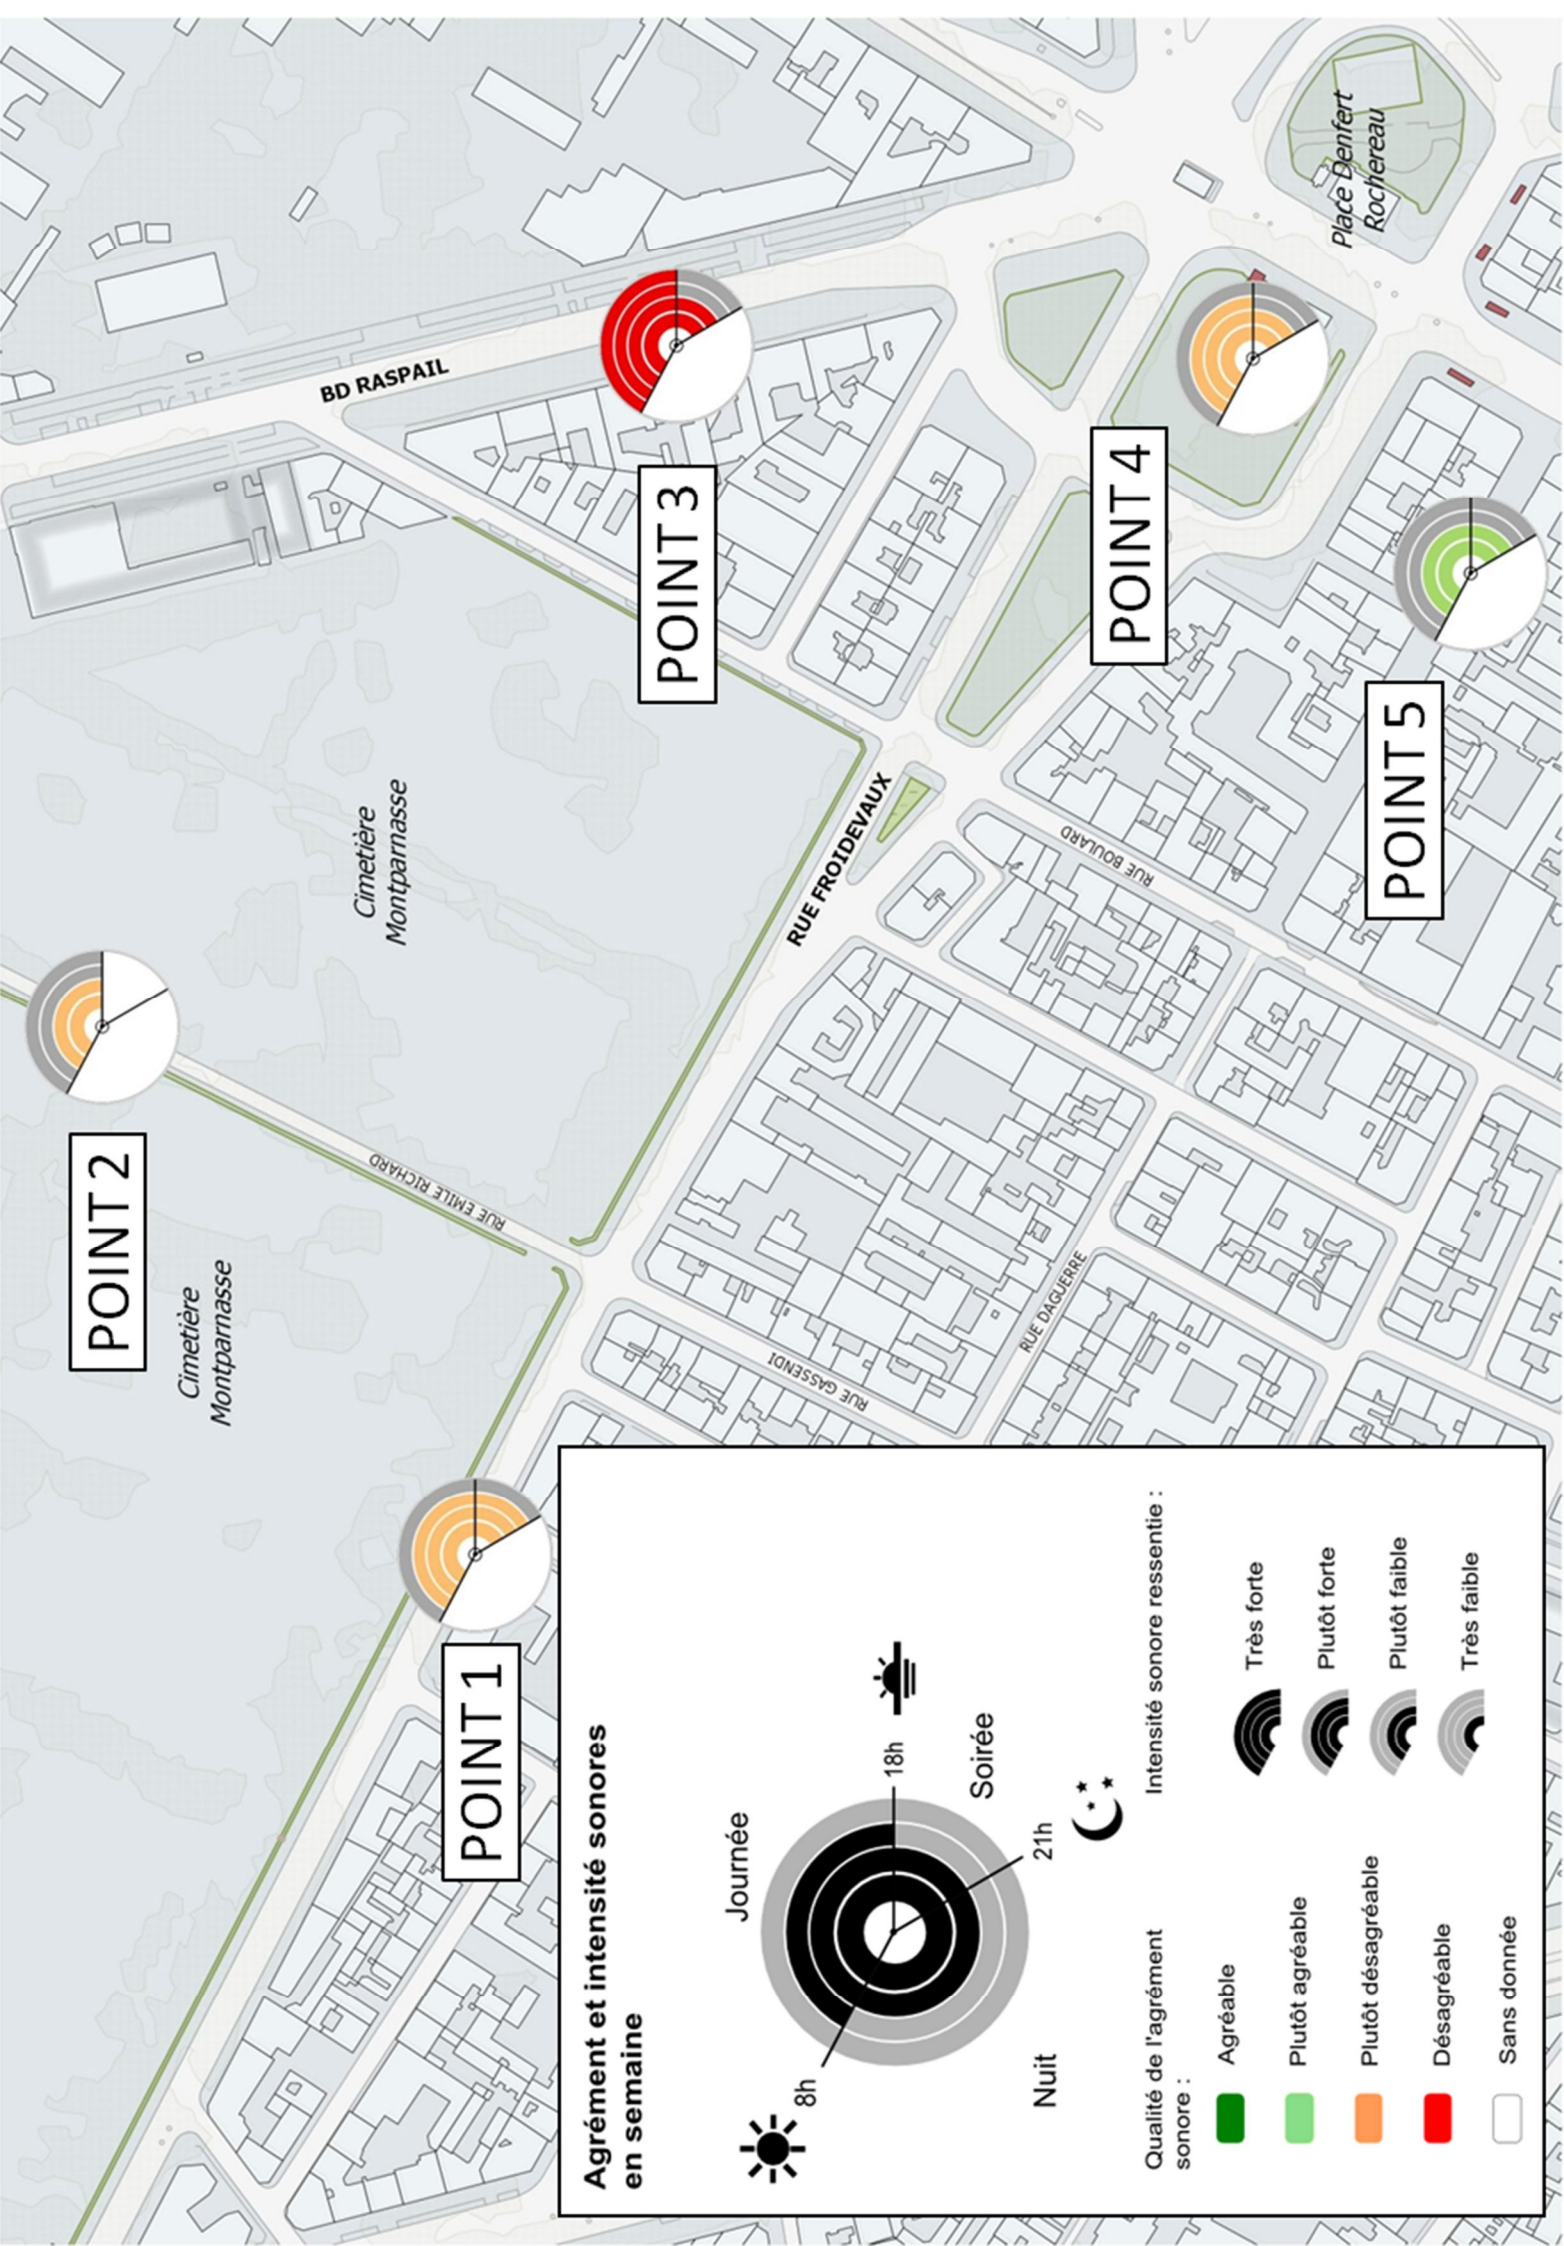 BD RASPAIL
Place Denfert
Rochereau
POINT 3
POINT 4
POINT 5
Cimetière
Montparnasse
RUE FROIDEVAUX
RUE BOULARD
POINT 2
Cimetière
Montparnasse
RUE EMILE RICHARD
RUE GASSENDI
RUE DAGUERRE
POINT 1
Agrément et intensité sonores
en semaine
Journée
8h
18h
Soirée
21h
Nuit
Qualité de l'agrément
sonore :
Agréable
Plutôt agréable
Plutôt désagréable
Désagréable
Sans donnée
Intensité sonore ressentie :
Très forte
Plutôt forte
Plutôt faible
Très faible